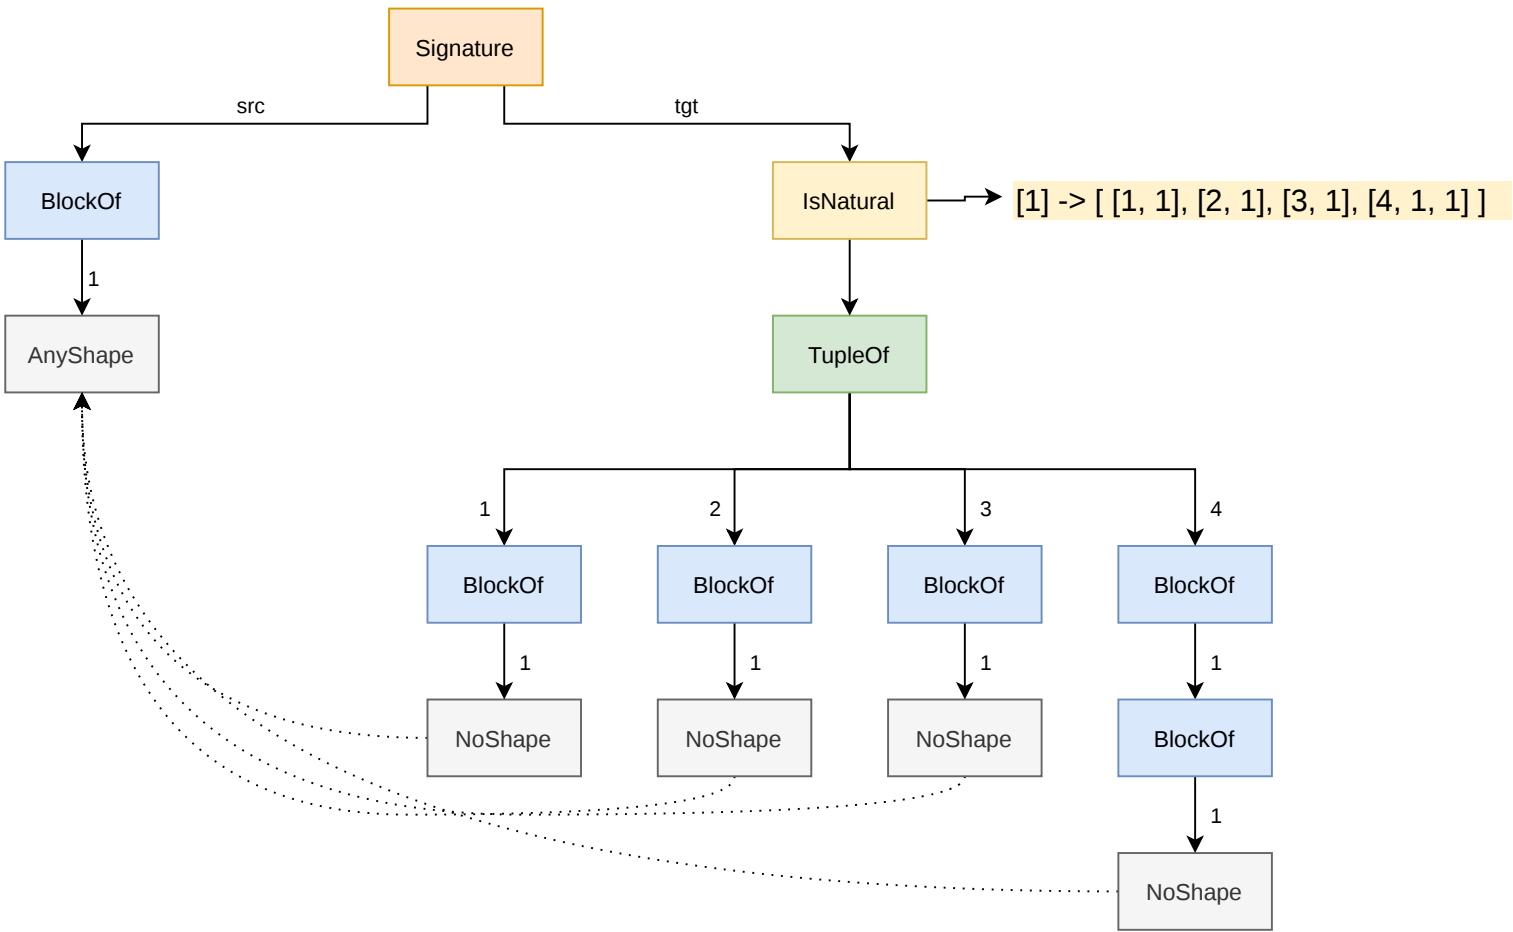 Signature
src
tgt
BlockOf
IsNatural
[1] -> [ [1, 1], [2, 1], [3, 1], [4, 1, 1] ]
1
AnyShape
TupleOf
1
2
3
4
BlockOf
BlockOf
BlockOf
BlockOf
1
1
1
1
NoShape
NoShape
NoShape
BlockOf
1
NoShape